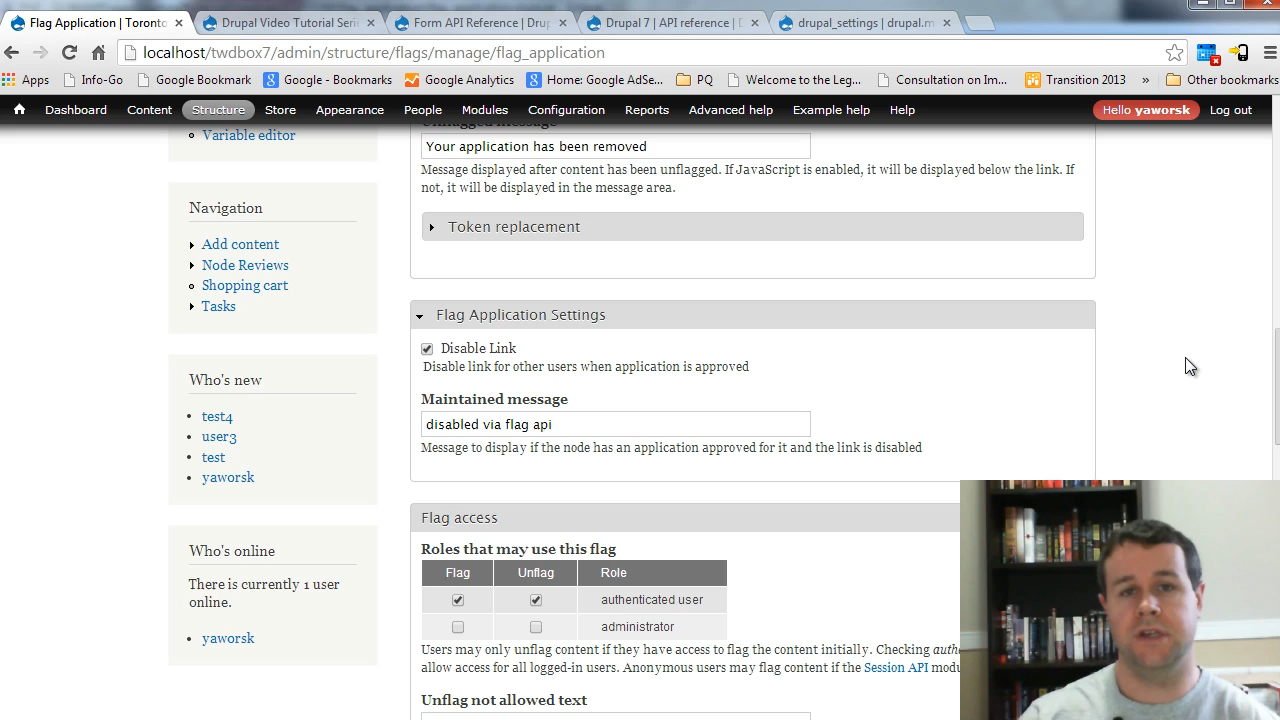 Flag Application | Toronto
Drupal Video Tutorial Seri
Form API Reference | Drup
Drupal 7 | API reference | D
drupal_settings | drupal.m
localhost/twdbox7/admin/structure/flags/manage/flag_application
Apps
Info-Go
Google Bookmark
Google - Bookmarks
Google Analytics
Home: Google AdSe...
PQ
Welcome to the Leg...
Consultation on Im...
Transition 2013
»
Other bookmarks
Dashboard
Content
Structure
Store
Appearance
People
Modules
Configuration
Reports
Advanced help
Example help
Help
Hello yaworsk
Log out
Variable editor
Navigation
Add content
Node Reviews
Shopping cart
Tasks
Who's new
test4
user3
test
yaworsk
Who's online
There is currently 1 user
online.
yaworsk
Unflagged message
Your application has been removed
Message displayed after content has been unflagged. If JavaScript is enabled, it will be displayed below the link. If
not, it will be displayed in the message area.
Token replacement
Flag Application Settings
Disable Link
Disable link for other users when application is approved
Maintained message
disabled via flag api
Message to display if the node has an application approved for it and the link is disabled
Flag access
Roles that may use this flag
Flag Unflag Role
authenticated user
administrator
Users may only unflag content if they have access to flag the content initially. Checking auth
allow access for all logged-in users. Anonymous users may flag content if the Session API modu
Unflag not allowed text